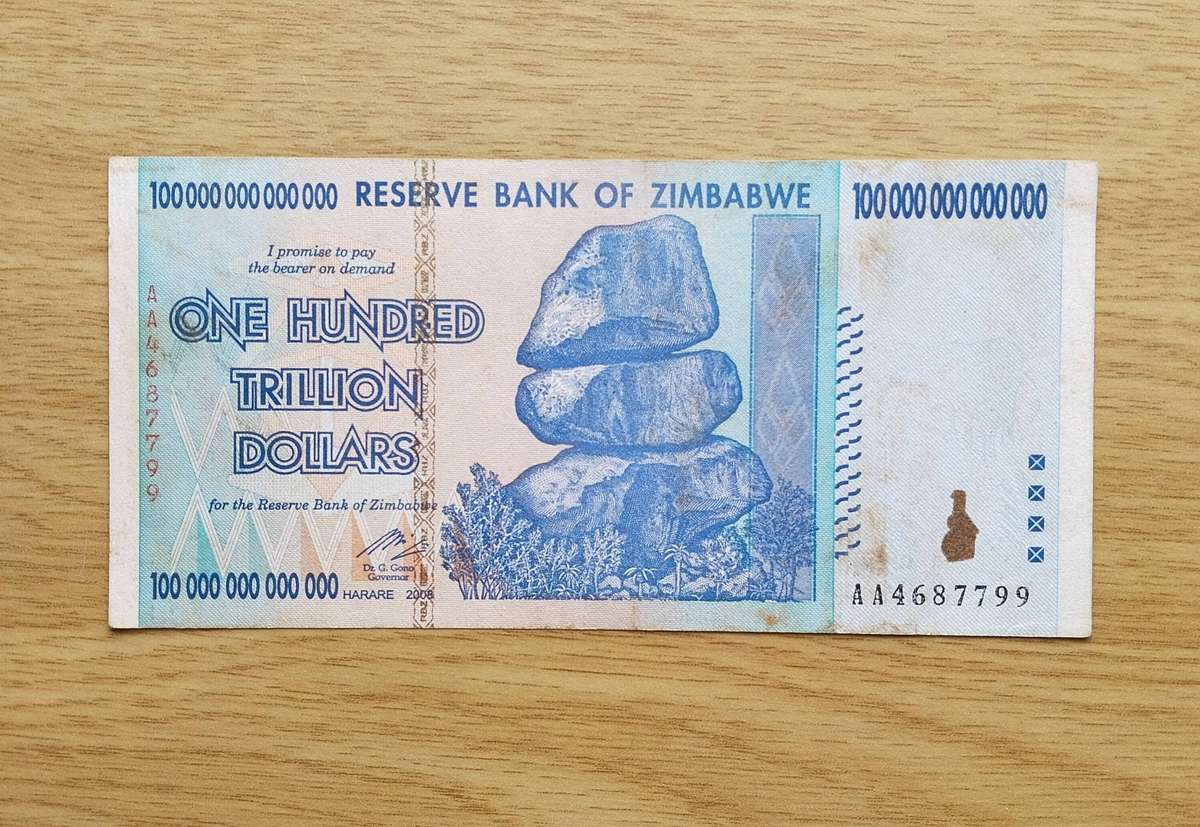 100 000 000 000 000 RESERVE BANK OF ZIMBABWE 100 000 000 000 000
I promise to pay
the bearer on demand
ONE HUNDRED
TRILLION
DOLLARS
for the Reserve Bank of Zimbabwe
Dr. G. Gono
Governor
100 000 000 000 000 HARARE 2008
AA4687799
AA4687799